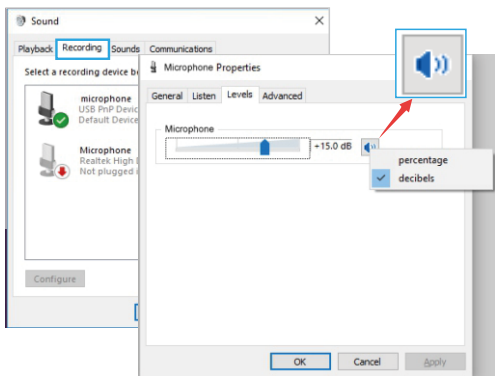 Sound
Playback Recording Sounds Communications
Select a recording device b
microphone
USB PnP Devic
Default Device
Microphone
Realtek High
Not plugged i
Configure
Microphone Properties
General Listen Levels Advanced
Microphone
+15.0 dB
percentage
decibels
OK Cancel Apply